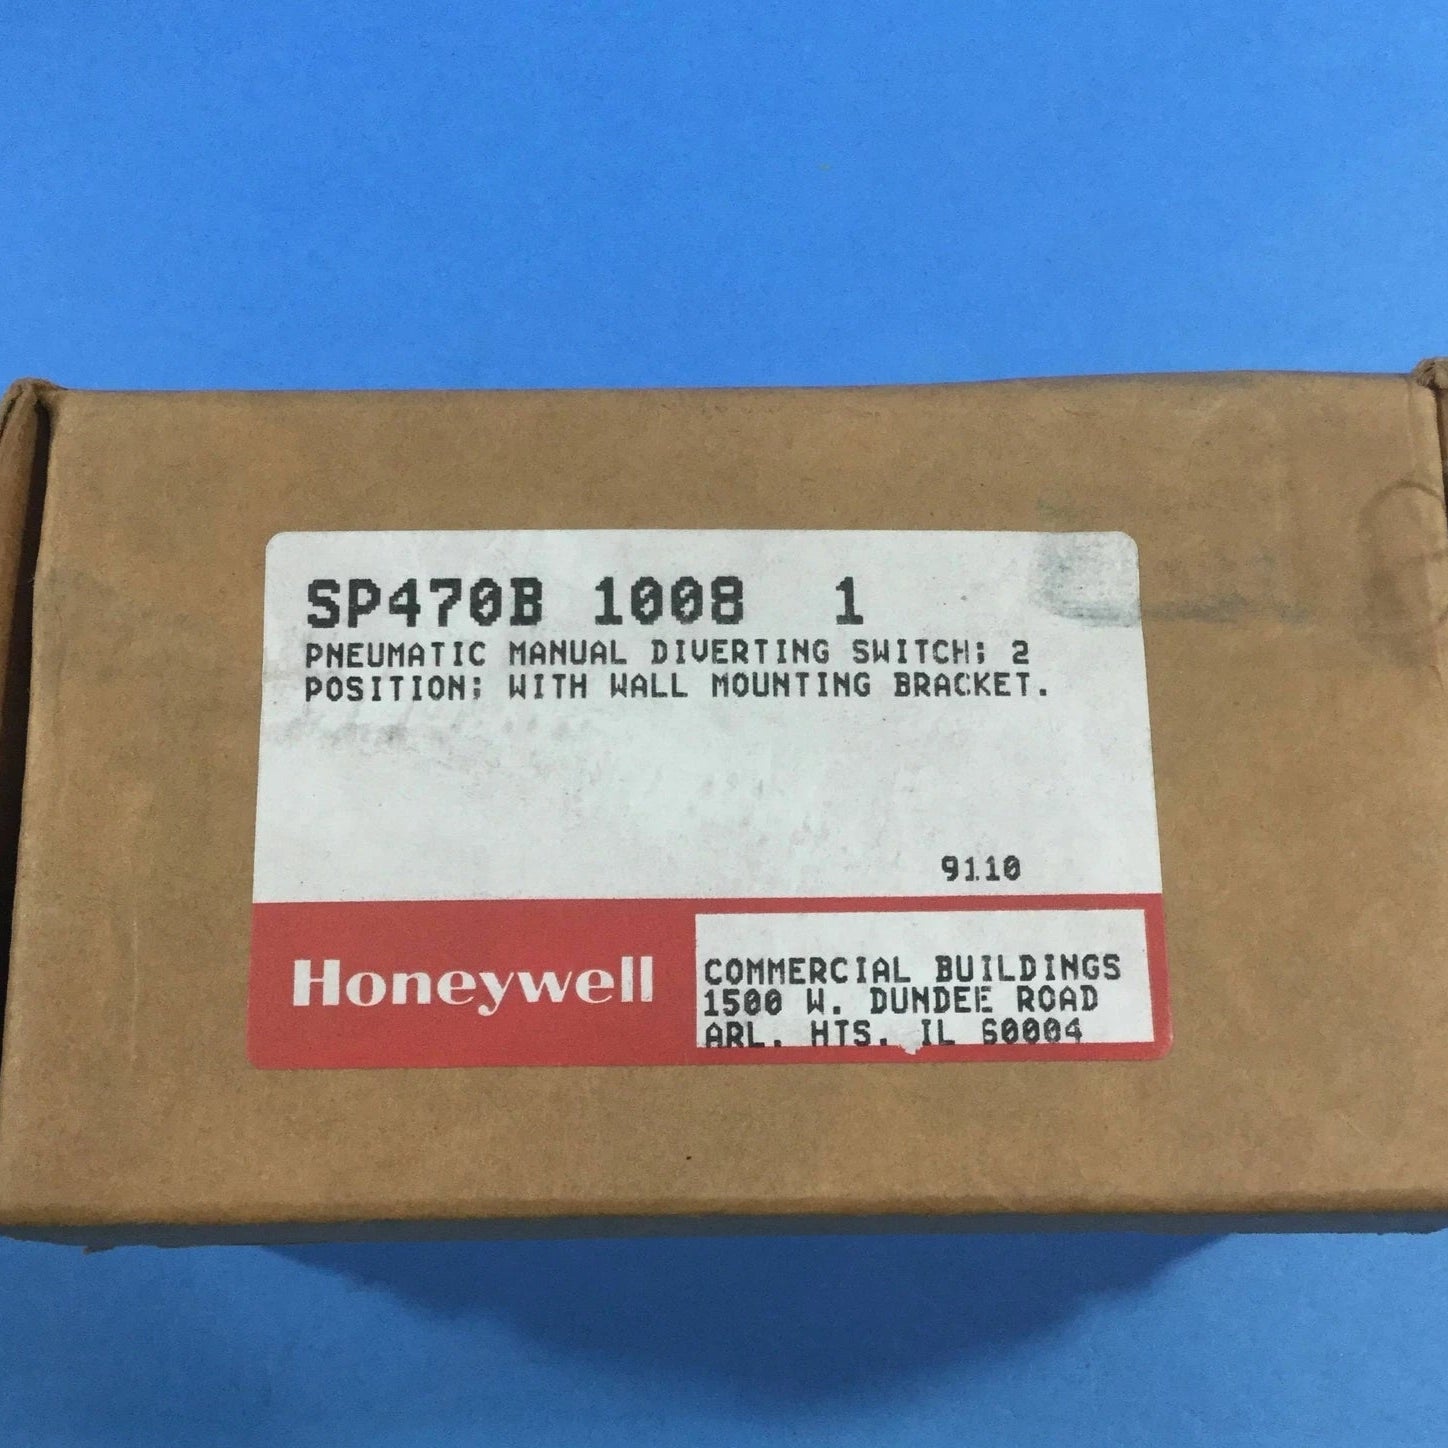 SP470B 1008 1
PNEUMATIC MANUAL DIVERTING SWITCH; 2
POSITION; WITH WALL MOUNTING BRACKET.
9110
Honeywell
COMMERCIAL BUILDINGS
1500 W. DUNDEE ROAD
ARL. HTS. IL 60004